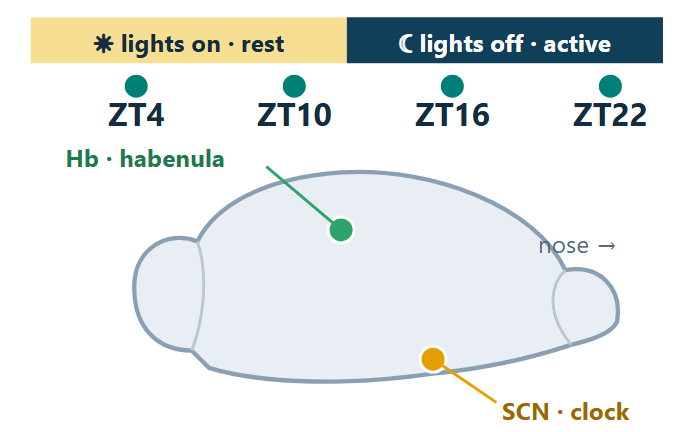 ☀ lights on · rest
☾ lights off · active
ZT4
ZT10
ZT16
ZT22
Hb · habenula
nose →
SCN · clock